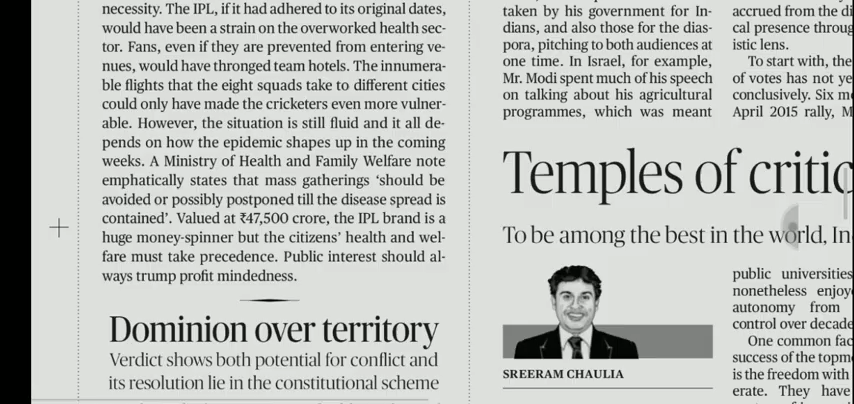 necessity. The IPL, if it had adhered to its original dates,
would have been a strain on the overworked health sec-
tor. Fans, even if they are prevented from entering ve-
nues, would have thronged team hotels. The innumera-
ble flights that the eight squads take to different cities
could only have made the cricketers even more vulner-
able. However, the situation is still fluid and it all de-
pends on how the epidemic shapes up in the coming
weeks. A Ministry of Health and Family Welfare note
emphatically states that mass gatherings ‘should be
avoided or possibly postponed till the disease spread is
contained’. Valued at ₹47,500 crore, the IPL brand is a
huge money-spinner but the citizens’ health and wel-
fare must take precedence. Public interest should al-
ways trump profit mindedness.
Dominion over territory
Verdict shows both potential for conflict and
its resolution lie in the constitutional scheme
taken by his government for In-
dians, and also those for the dias-
pora, pitching to both audiences at
one time. In Israel, for example,
Mr. Modi spent much of his speech
on talking about his agricultural
programmes, which was meant
accrued from the di
cal presence throug
istic lens.
To start with, the
of votes has not ye
conclusively. Six m
April 2015 rally, M
Temples of critic
To be among the best in the world, In
SREERAM CHAULIA
public universities
nonetheless enjoye
autonomy from
control over decade
One common fac
success of the topm
is the freedom with
erate. They have